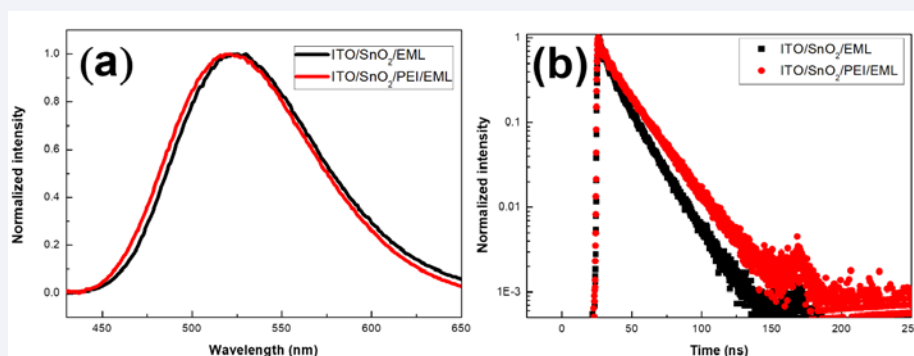 (a)
ITO/SnO₂/EML
ITO/SnO₂/PEI/EML
Normalized intensity
1.0
0.8
0.6
0.4
0.2
0.0
450 500 550 600 650
Wavelength (nm)
(b)
ITO/SnO₂/EML
ITO/SnO₂/PEI/EML
Normalized intensity
1
0.1
0.01
1E-3
0 50 100 150 200 25
Time (ns)